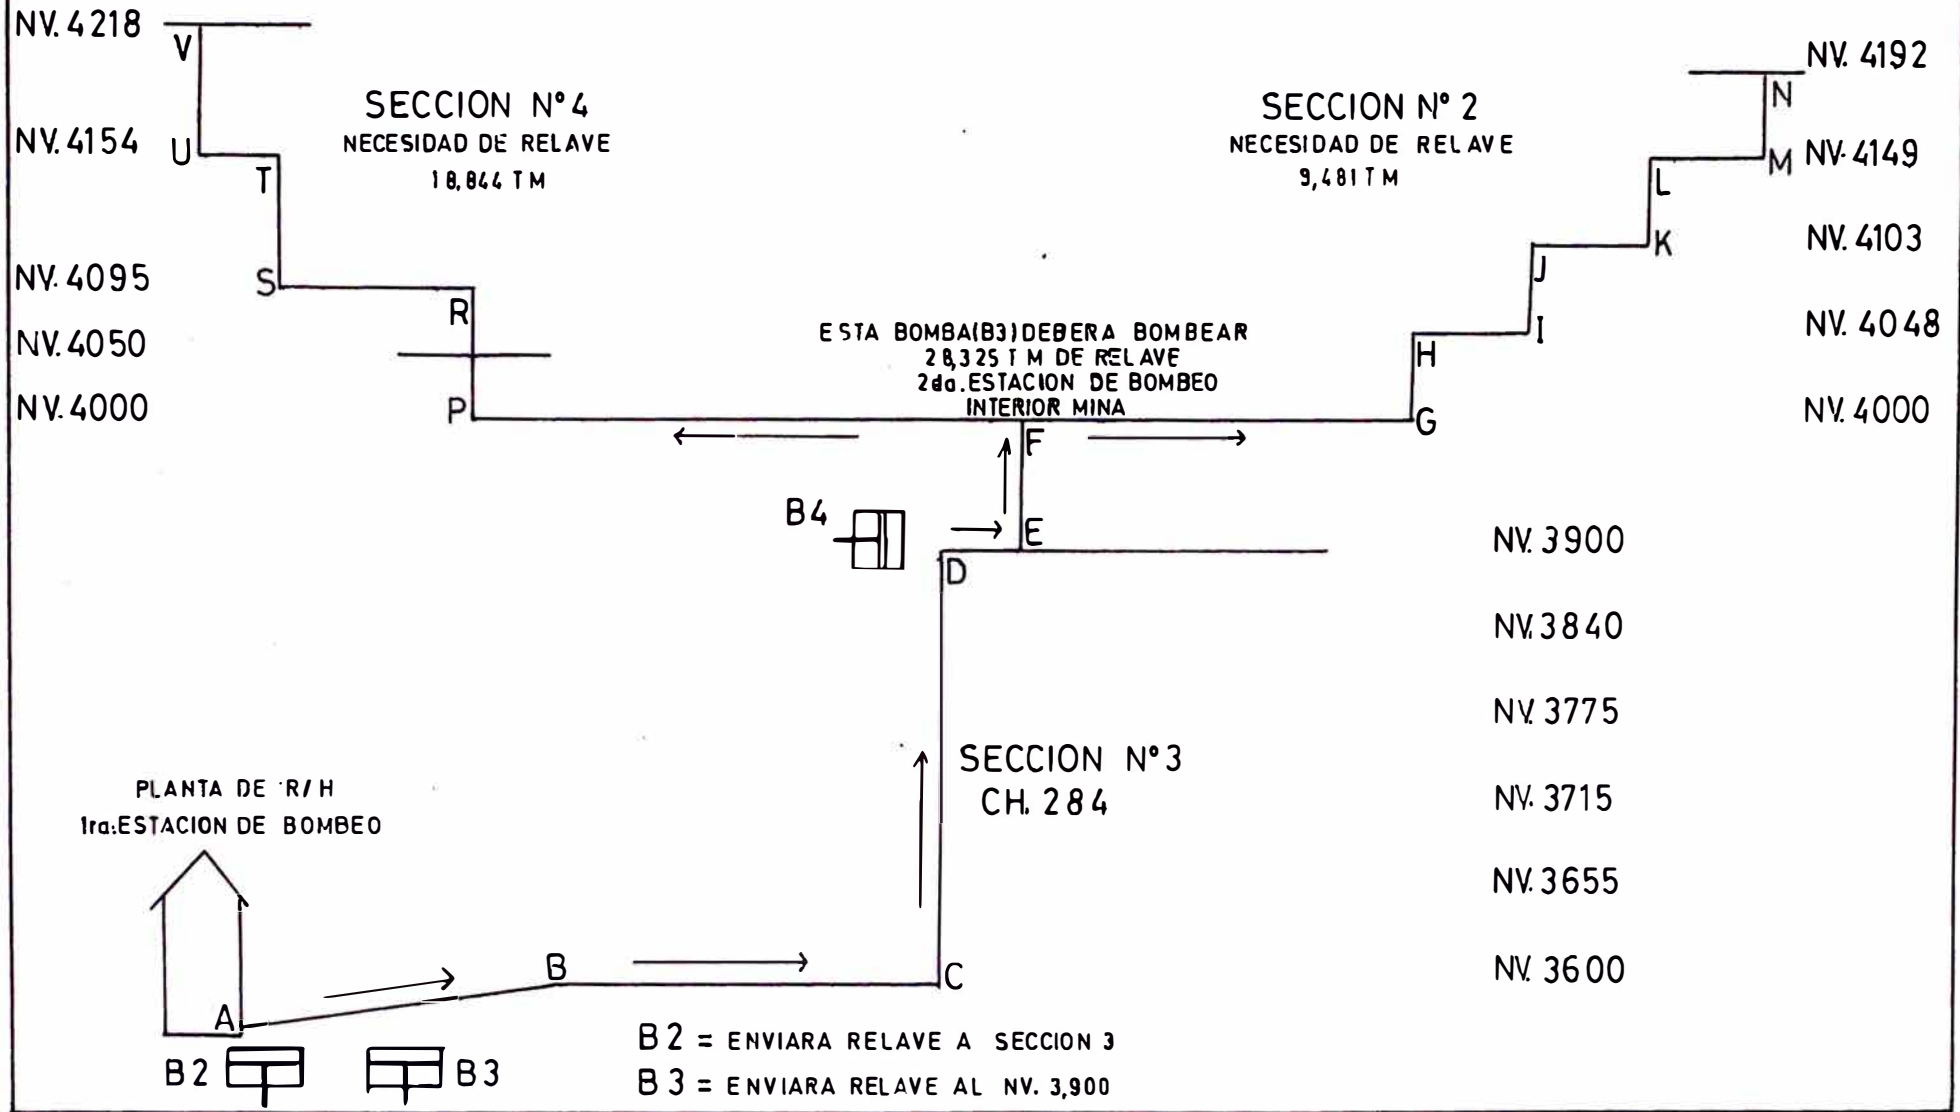 NV. 4218
V
NV. 4154
U
T
NV. 4095
S
R
NV. 4050
NV. 4000
P
SECCION Nº 4
NECESIDAD DE RELAVE
18,844 TM
SECCION Nº 2
NECESIDAD DE RELAVE
9,481 TM
NV. 4192
N
M
NV. 4149
L
K
NV. 4103
J
I
NV. 4048
H
G
NV. 4000
ESTA BOMBA(B3) DEBERA BOMBEAR
28,325 TM DE RELAVE
2da. ESTACION DE BOMBEO
INTERIOR MINA
F
B4
E
D
NV. 3900
NV. 3840
NV. 3775
NV. 3715
NV. 3655
NV. 3600
SECCION Nº 3
CH. 284
PLANTA DE R/H
1ra. ESTACION DE BOMBEO
A
B
C
B2
B3
B2 = ENVIARA RELAVE A SECCION 3
B3 = ENVIARA RELAVE AL NV. 3,900